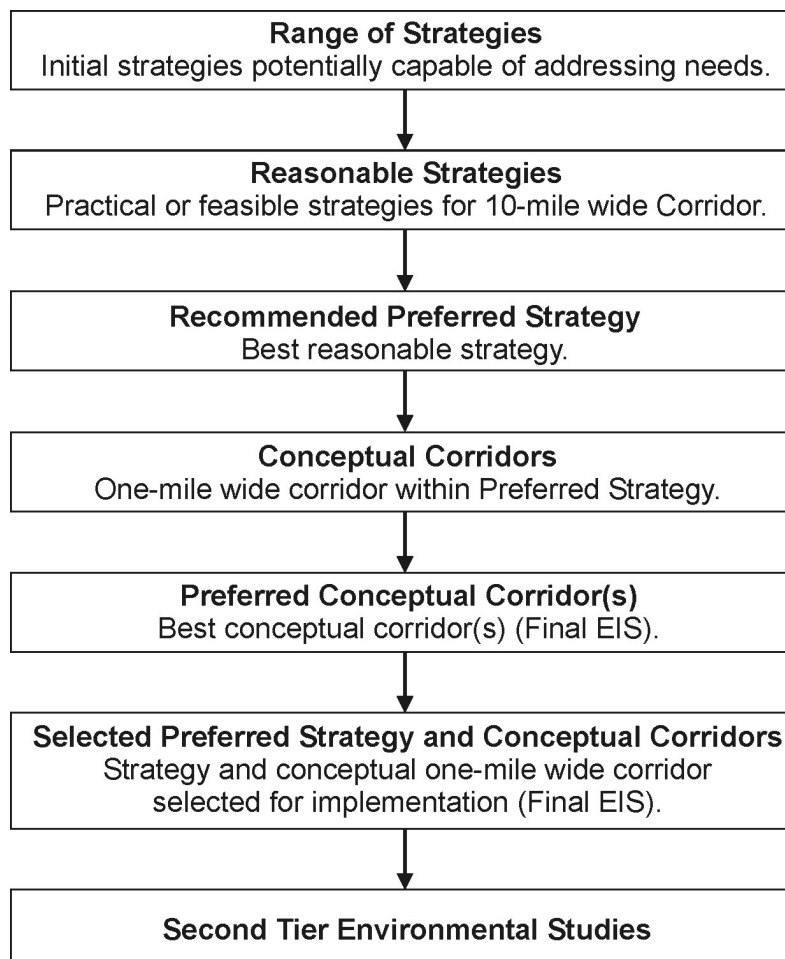 Range of Strategies
Initial strategies potentially capable of addressing needs.
Reasonable Strategies
Practical or feasible strategies for 10-mile wide Corridor.
Recommended Preferred Strategy
Best reasonable strategy.
Conceptual Corridors
One-mile wide corridor within Preferred Strategy.
Preferred Conceptual Corridor(s)
Best conceptual corridor(s) (Final EIS).
Selected Preferred Strategy and Conceptual Corridors
Strategy and conceptual one-mile wide corridor
selected for implementation (Final EIS).
Second Tier Environmental Studies